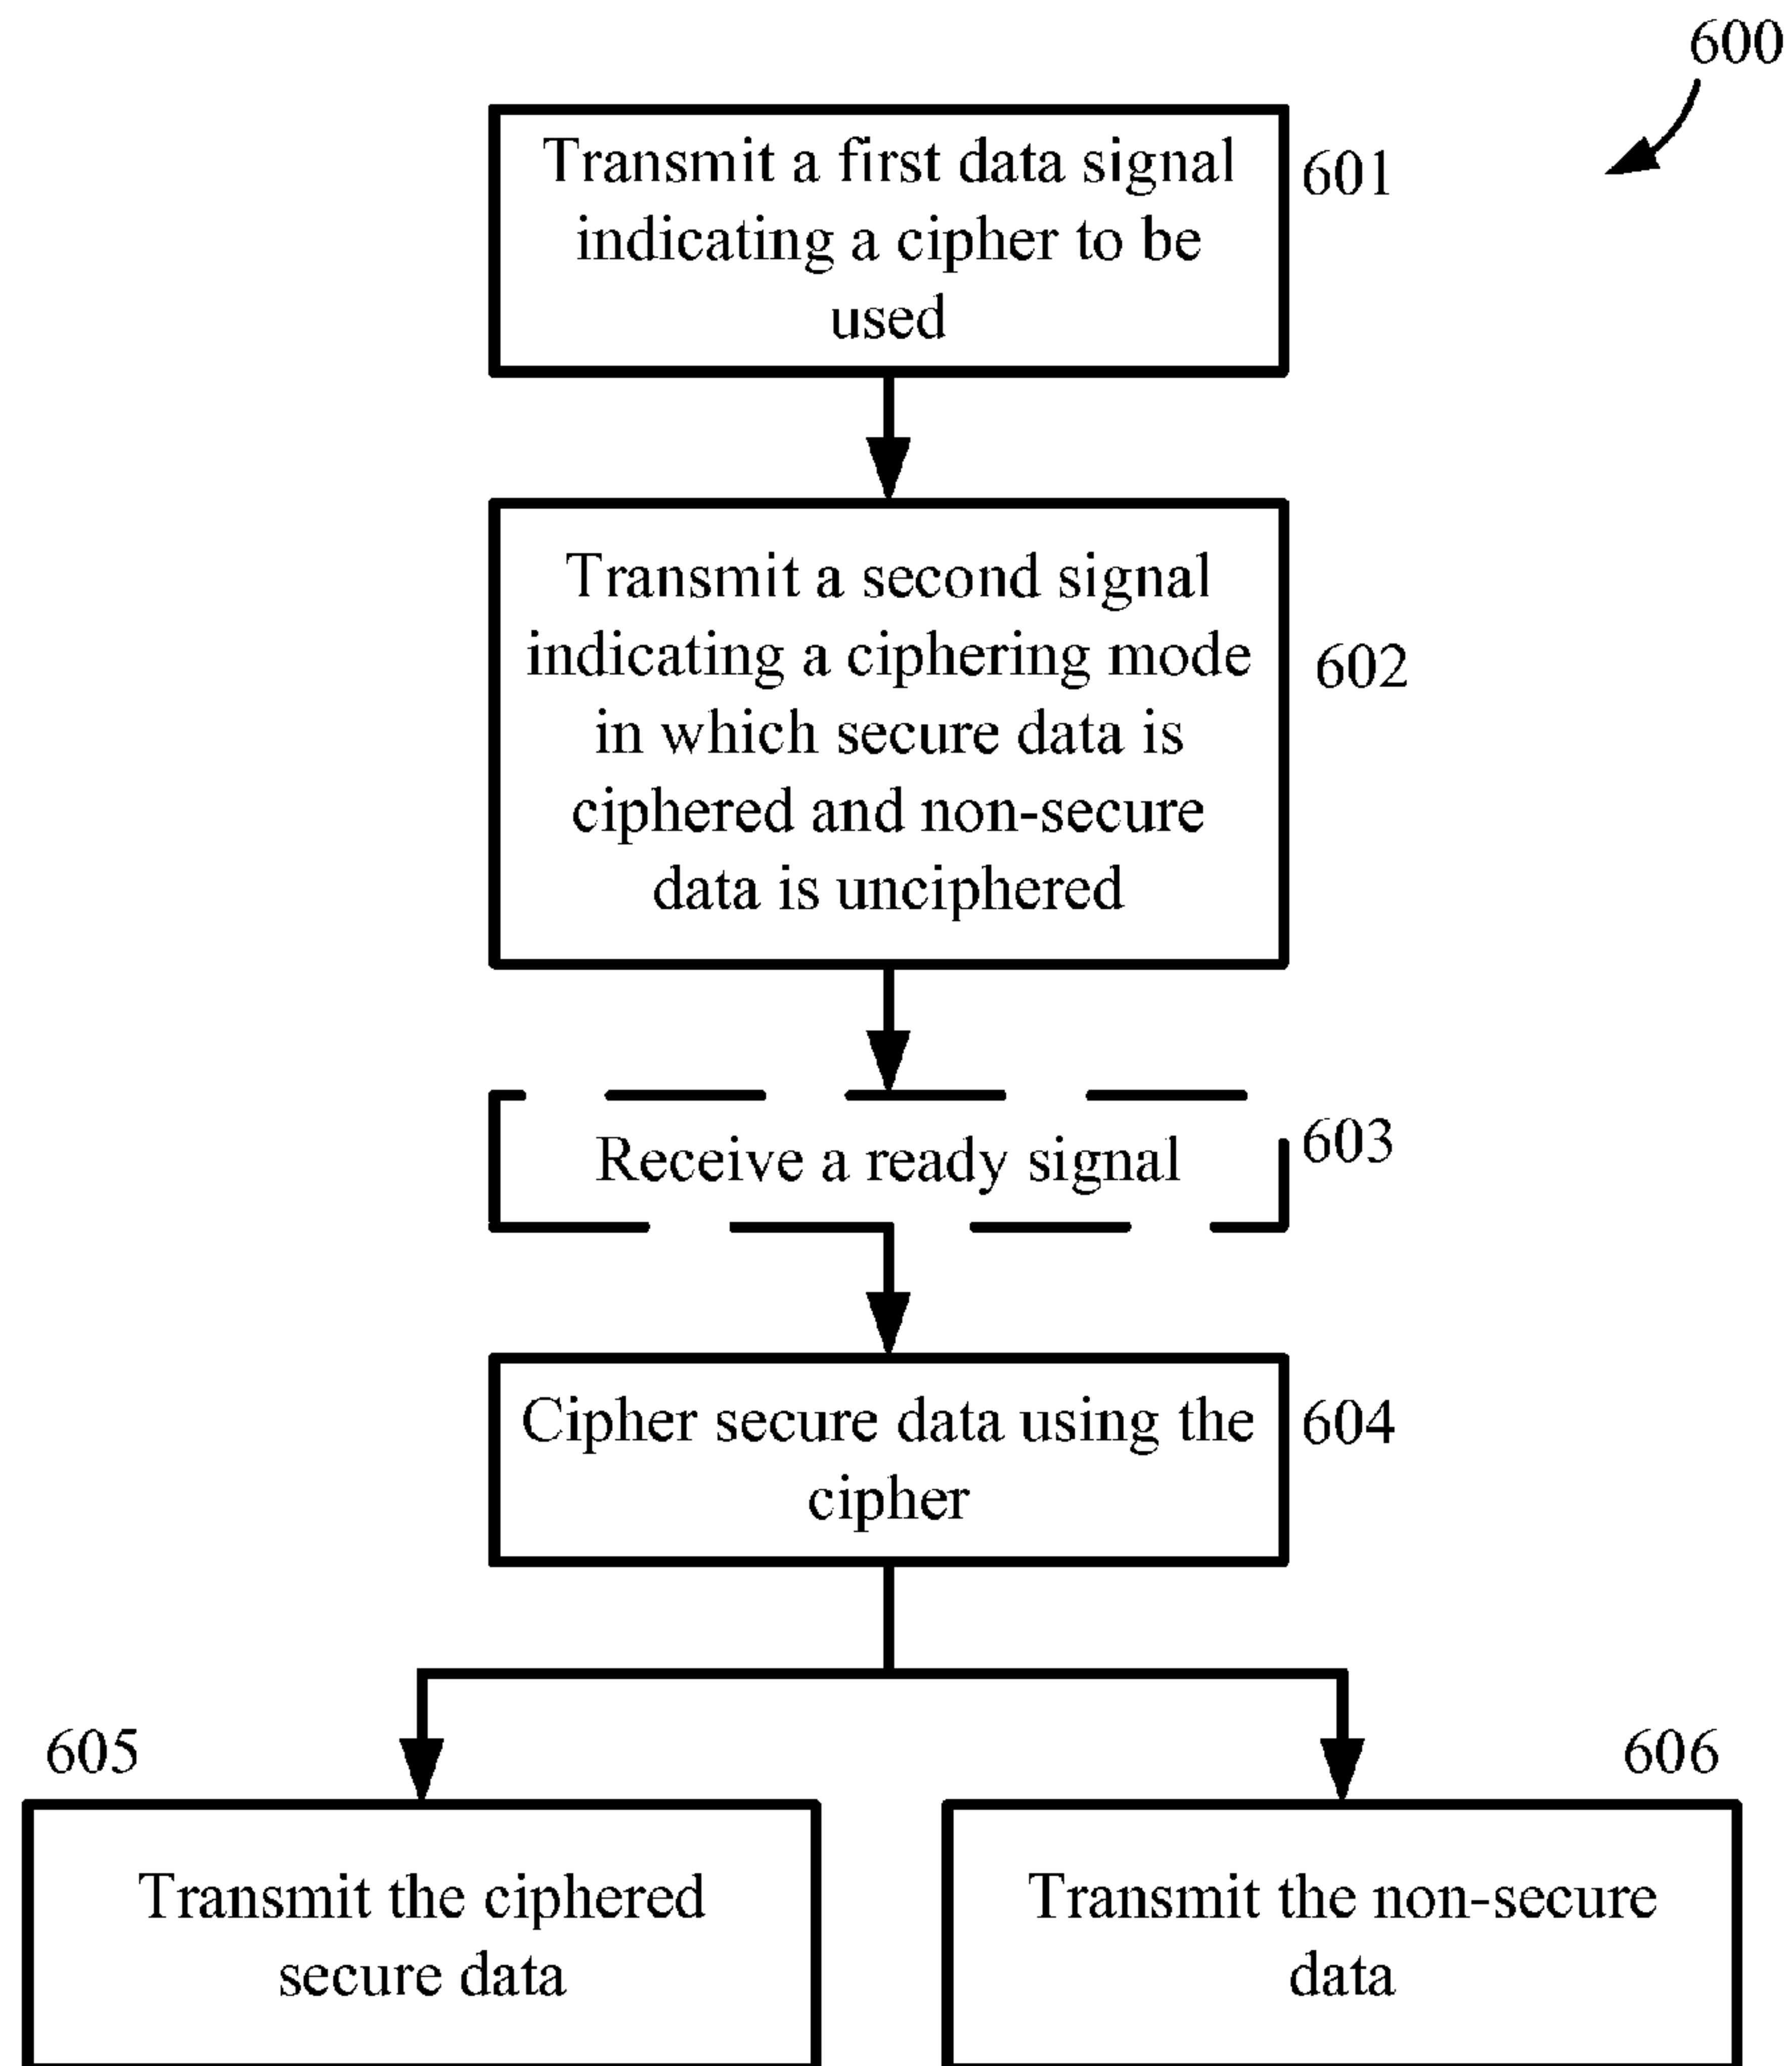 600
Transmit a first data signal
indicating a cipher to be
used
601
Transmit a second signal
indicating a ciphering mode
in which secure data is
ciphered and non-secure
data is unciphered
602
Receive a ready signal
603
Cipher secure data using the
cipher
604
605
Transmit the ciphered
secure data
606
Transmit the non-secure
data